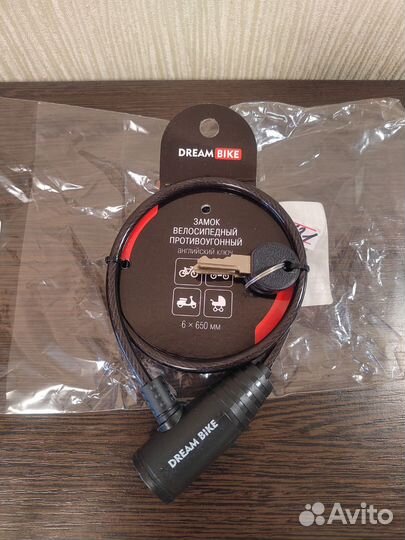 DREAM BIKE
ЗАМОК
ВЕЛОСИПЕДНЫЙ
ПРОТИВОУГОННЫЙ
английский ключ
6 × 650 мм
DREAM BIKE
Avito